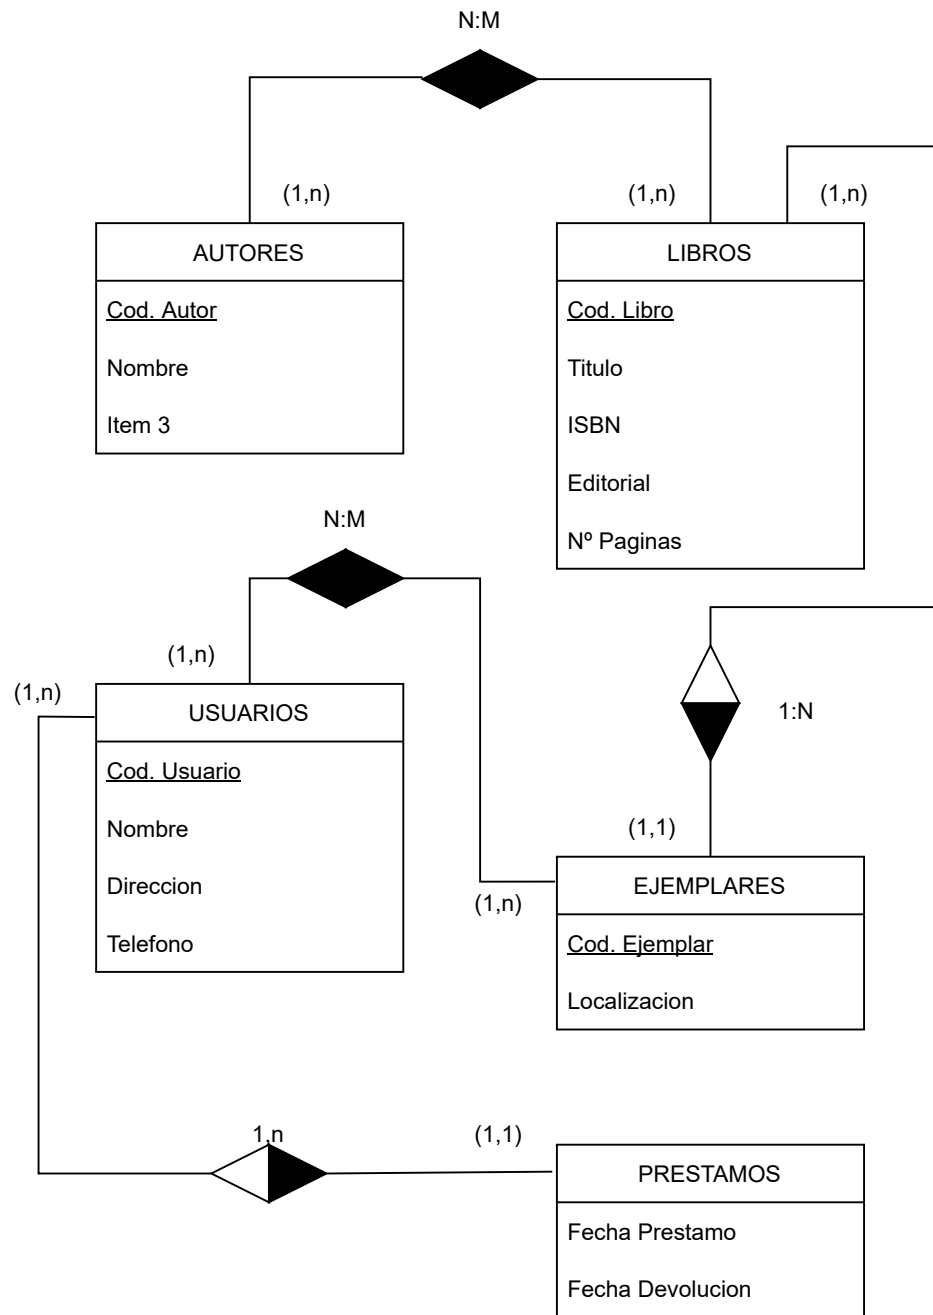 N:M
(1,n)
(1,n)
(1,n)
AUTORES
Cod. Autor
Nombre
Item 3
LIBROS
Cod. Libro
Titulo
ISBN
Editorial
Nº Paginas
N:M
(1,n)
(1,n)
USUARIOS
Cod. Usuario
Nombre
Direccion
Telefono
1:N
(1,1)
(1,n)
EJEMPLARES
Cod. Ejemplar
Localizacion
1,n
(1,1)
PRESTAMOS
Fecha Prestamo
Fecha Devolucion